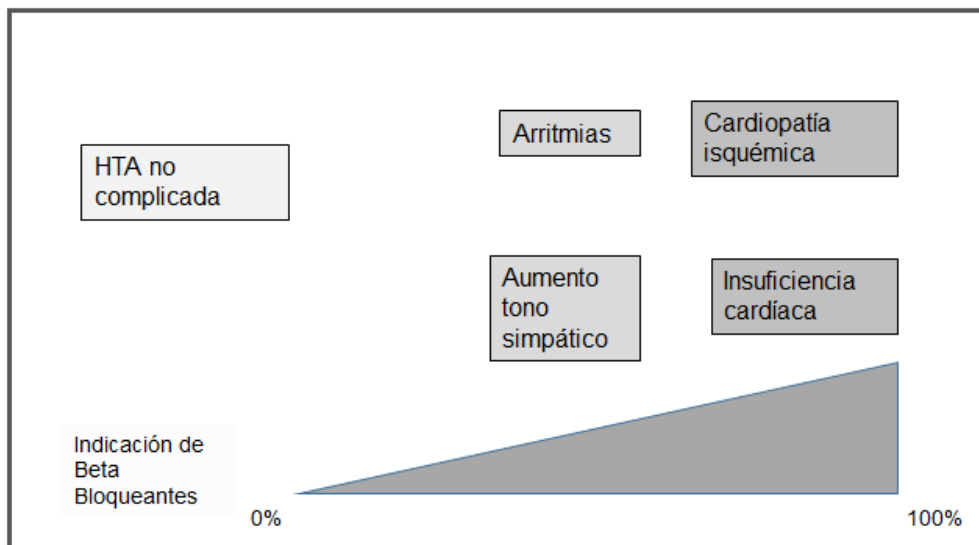 HTA no
complicada
Arritmias
Cardiopatía
isquémica
Aumento
tono
simpático
Insuficiencia
cardíaca
Indicación de
Beta
Bloqueantes
0%
100%